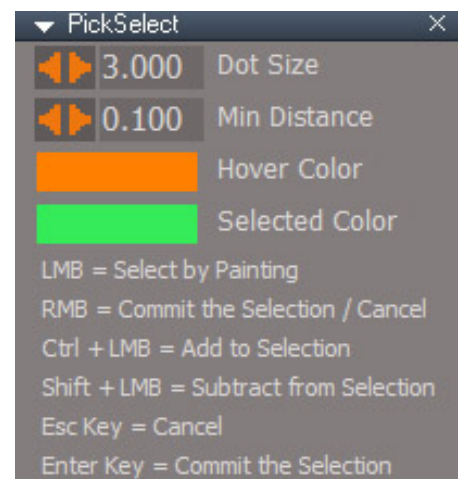 PickSelect
3.000 Dot Size
0.100 Min Distance
Hover Color
Selected Color
LMB = Select by Painting
RMB = Commit the Selection / Cancel
Ctrl + LMB = Add to Selection
Shift + LMB = Subtract from Selection
Esc Key = Cancel
Enter Key = Commit the Selection